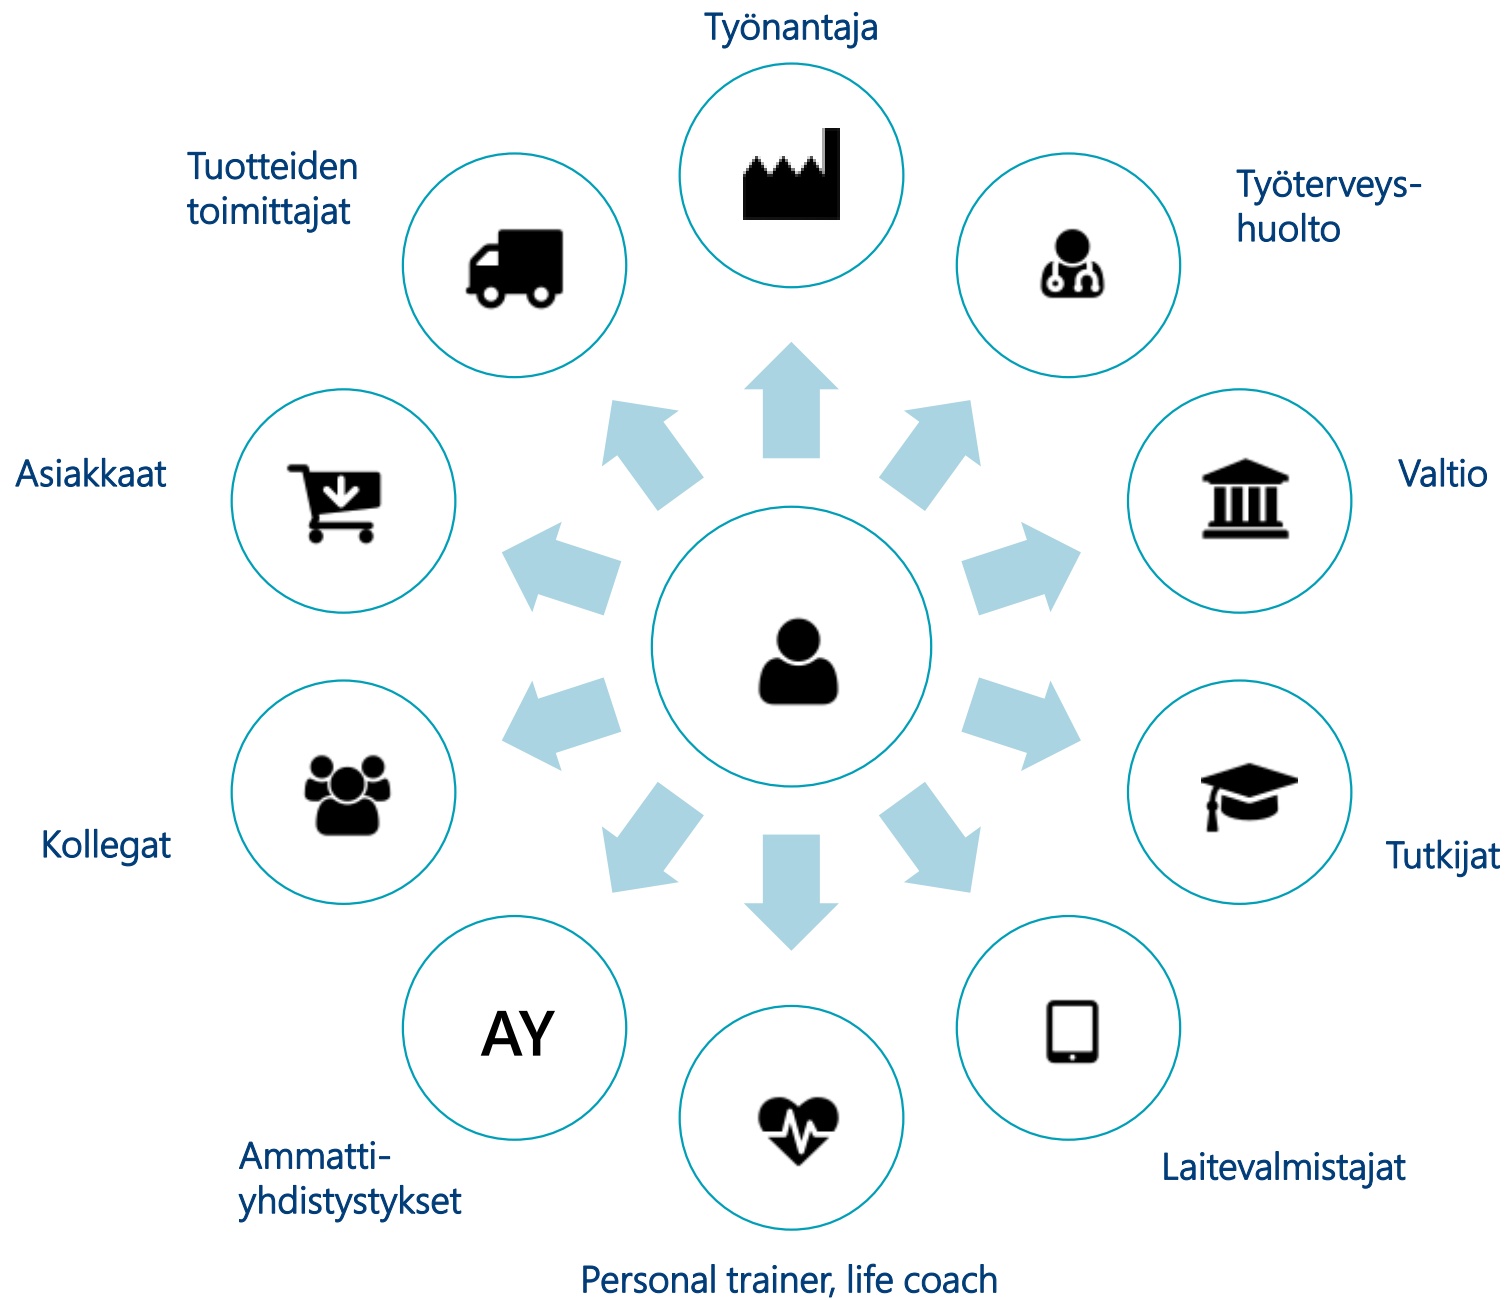 Työnantaja
Tuotteiden
toimittajat
Työterveys-
huolto
Asiakkaat
Valtio
Kollegat
Tutkijat
AY
Ammatti-
yhdistystykset
Laitevalmistajat
Personal trainer, life coach